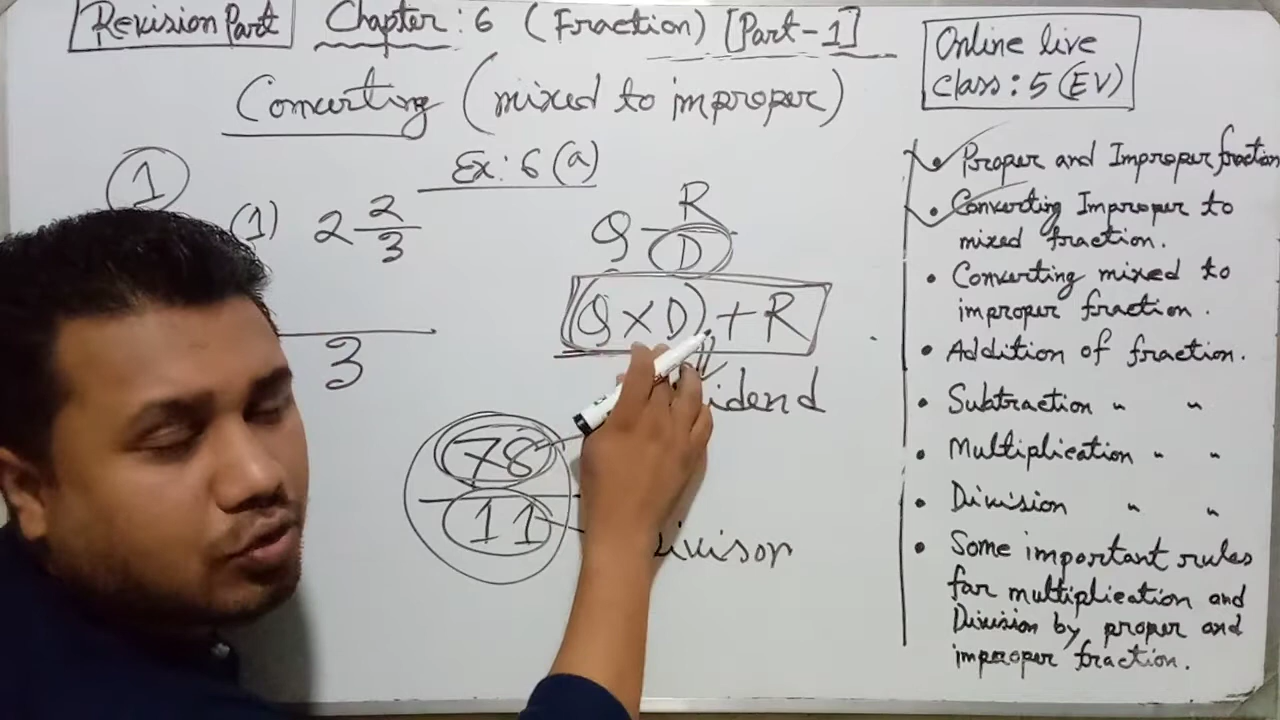 Revision Part
Chapter : 6 (Fraction) [Part-1]
Converting (mixed to improper)
Ex: 6 (a)
1
(1) 2 2/3
3
Q R/D
(Q × D) + R
idend
78
11
ivisor
Online live
Class : 5 (EV)
• Proper and Improper fraction
• Converting Improper to
mixed fraction.
• Converting mixed to
improper fraction.
• Addition of fraction.
• Subtraction " "
• Multiplication " "
• Division " "
• Some important rules
for multiplication and
Division by proper and
improper fraction.